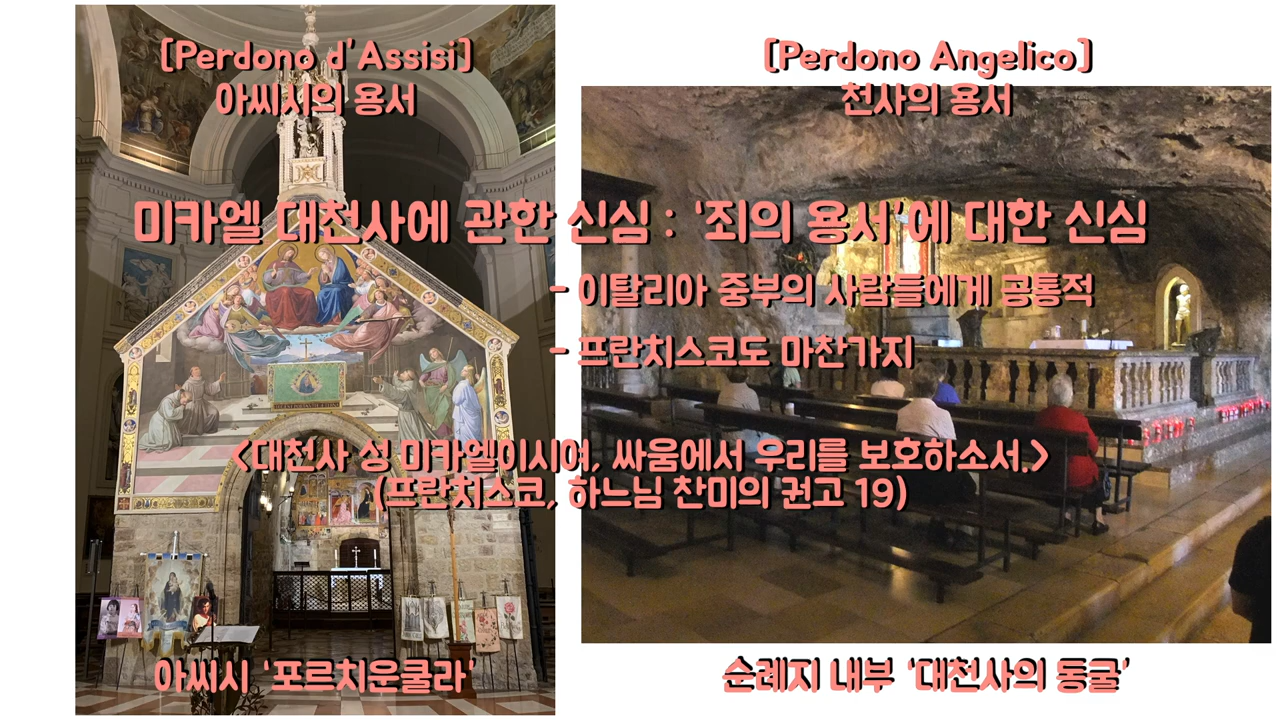 [Perdono d'Assisi]
아씨시의 용서
[Perdono Angelico]
천사의 용서
미카엘 대천사에 관한 신심 : '죄의 용서'에 대한 신심
- 이탈리아 중부의 사람들에게 공통적
- 프란치스코도 마찬가지
<대천사 성 미카엘이시여, 싸움에서 우리를 보호하소서.>
(프란치스코, 하느님 찬미의 권고 19)
아씨시 '포르치운쿨라'
순례지 내부 '대천사의 동굴'